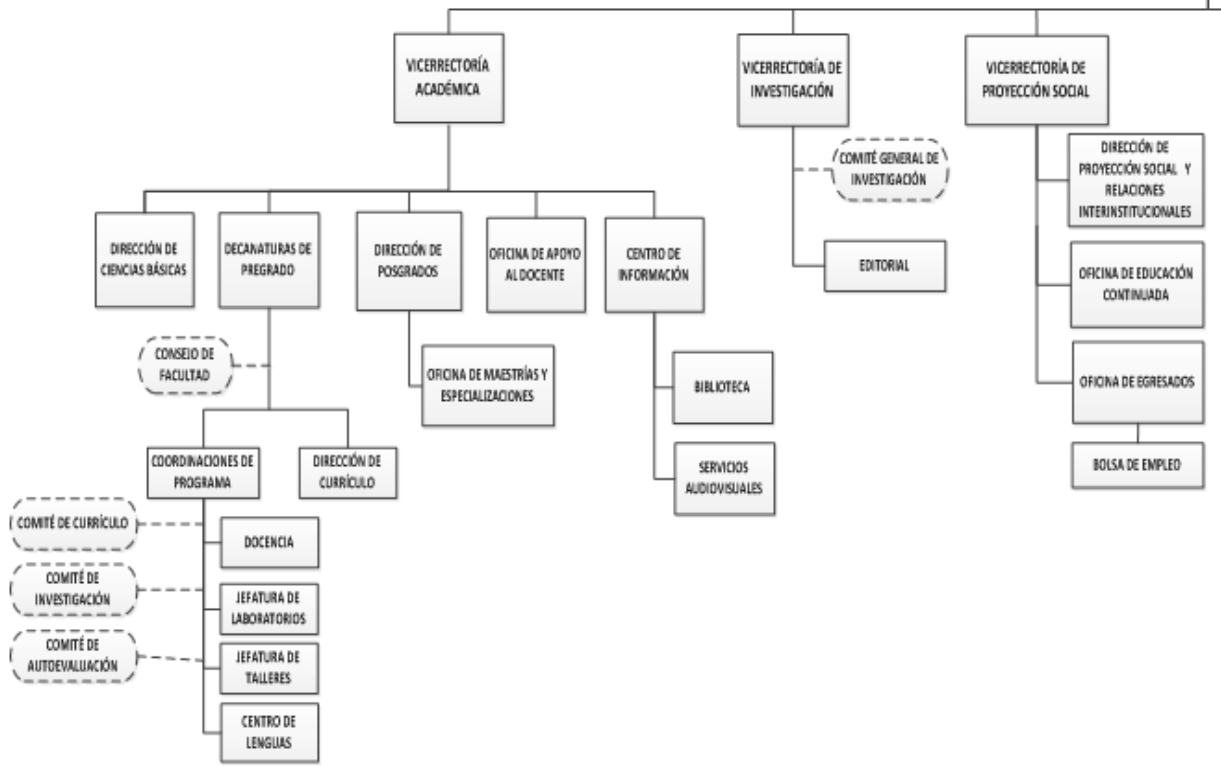 VICERRECTORÍA
ACADÉMICA
VICERRECTORÍA DE
INVESTIGACIÓN
VICERRECTORÍA DE
PROYECCIÓN SOCIAL
COMITÉ GENERAL DE
INVESTIGACIÓN
DIRECCIÓN DE
PROYECCIÓN SOCIAL Y
RELACIONES
INTERINSTITUCIONALES
DIRECCIÓN DE
CIENCIAS BÁSICAS
DECANATURAS DE
PREGRADO
DIRECCIÓN DE
POSGRADOS
OFICINA DE APOYO
AL DOCENTE
CENTRO DE
INFORMACIÓN
EDITORIAL
OFICINA DE EDUCACIÓN
CONTINUADA
CONSEJO DE
FACULTAD
OFICINA DE MAESTRÍAS Y
ESPECIALIZACIONES
BIBLIOTECA
OFICINA DE EGRESADOS
COORDINACIONES DE
PROGRAMA
DIRECCIÓN DE
CURRÍCULO
SERVICIOS
AUDIOVISUALES
BOLSA DE EMPLEO
COMITÉ DE CURRÍCULO
DOCENCIA
COMITÉ DE
INVESTIGACIÓN
JEFATURA DE
LABORATORIOS
COMITÉ DE
AUTOEVALUACIÓN
JEFATURA DE
TALLERES
CENTRO DE
LENGUAS